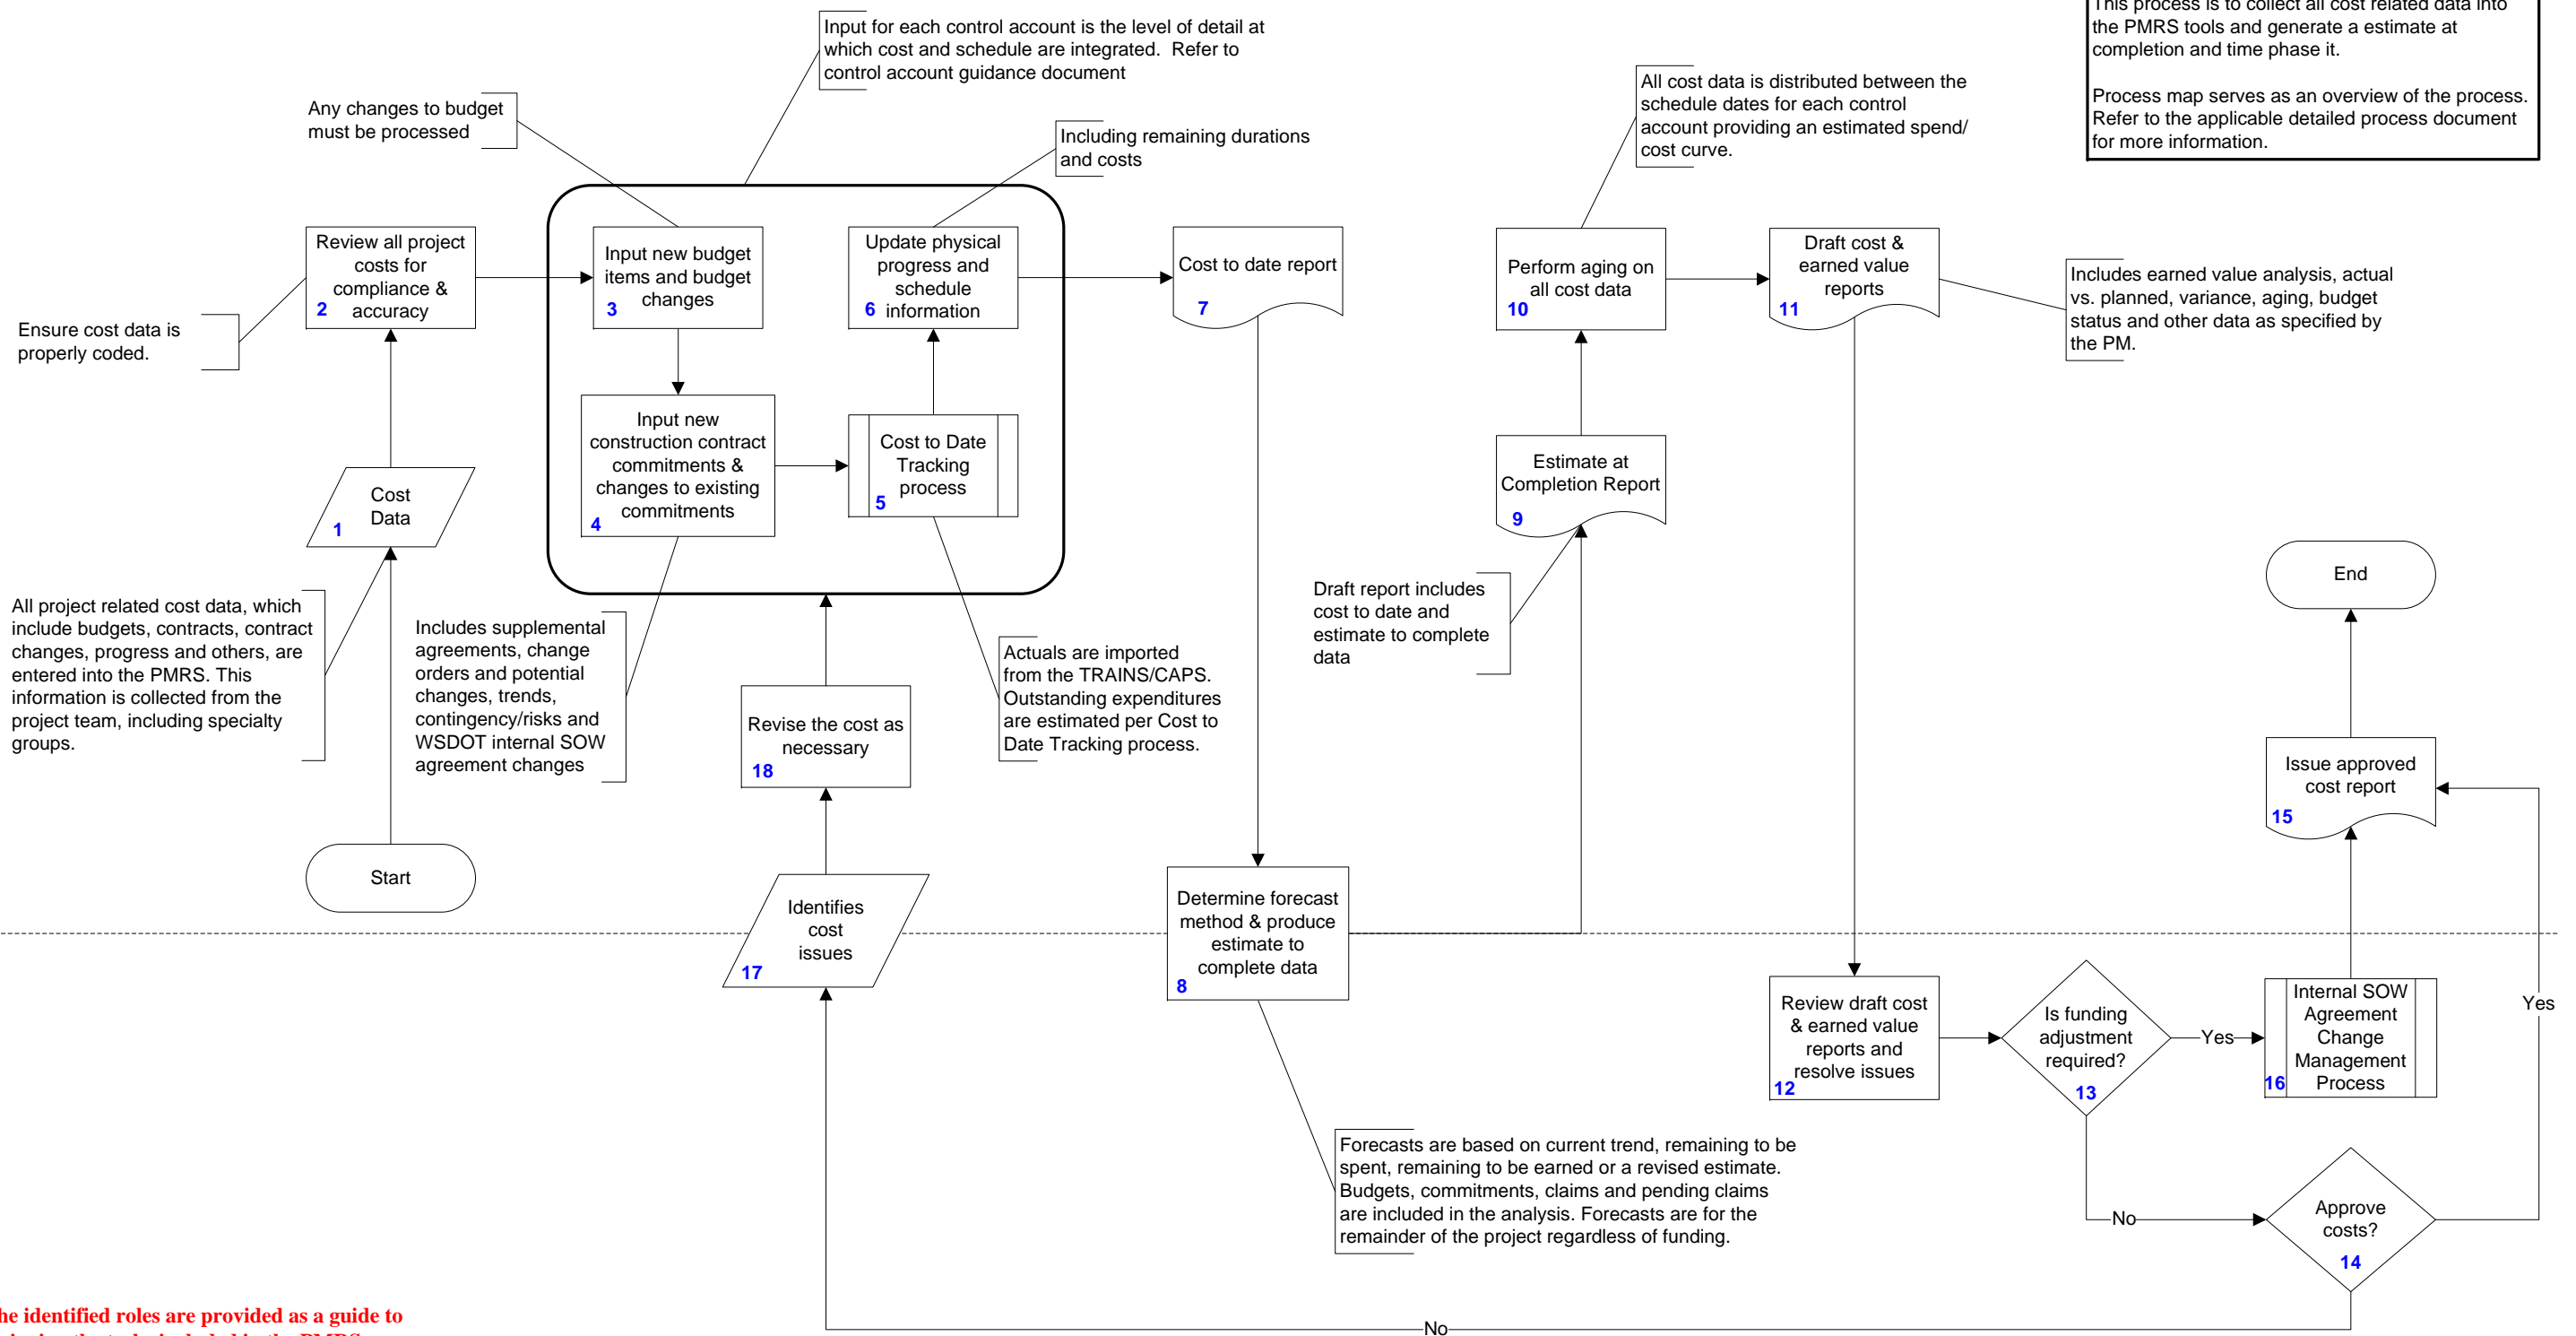 This process is to collect all cost related data into
the PMRS tools and generate a estimate at
completion and time phase it.
Process map serves as an overview of the process.
Refer to the applicable detailed process document
for more information.
Input for each control account is the level of detail at
which cost and schedule are integrated.  Refer to
control account guidance document
Any changes to budget
must be processed
Including remaining durations
and costs
All cost data is distributed between the
schedule dates for each control
account providing an estimated spend/
cost curve.
Ensure cost data is
properly coded.
Review all project
costs for
compliance &
accuracy
2
Input new budget
items and budget
changes
3
Update physical
progress and
schedule
information
6
Cost to date report
7
Perform aging on
all cost data
10
Draft cost &
earned value
reports
11
Includes earned value analysis, actual
vs. planned, variance, aging, budget
status and other data as specified by
the PM.
Cost
Data
1
Input new
construction contract
commitments &
changes to existing
commitments
4
Cost to Date
Tracking
process
5
Estimate at
Completion Report
9
All project related cost data, which
include budgets, contracts, contract
changes, progress and others, are
entered into the PMRS. This
information is collected from the
project team, including specialty
groups.
Includes supplemental
agreements, change
orders and potential
changes, trends,
contingency/risks and
WSDOT internal SOW
agreement changes
Actuals are imported
from the TRAINS/CAPS.
Outstanding expenditures
are estimated per Cost to
Date Tracking process.
Draft report includes
cost to date and
estimate to complete
data
End
Revise the cost as
necessary
18
Issue approved
cost report
15
Start
Identifies
cost
issues
17
Determine forecast
method & produce
estimate to
complete data
8
Review draft cost
& earned value
reports and
resolve issues
12
Is funding
adjustment
required?
13
Yes
Internal SOW
Agreement
Change
Management
Process
16
Yes
Forecasts are based on current trend, remaining to be
spent, remaining to be earned or a revised estimate.
Budgets, commitments, claims and pending claims
are included in the analysis. Forecasts are for the
remainder of the project regardless of funding.
No
Approve
costs?
14
No
he identified roles are provided as a guide to